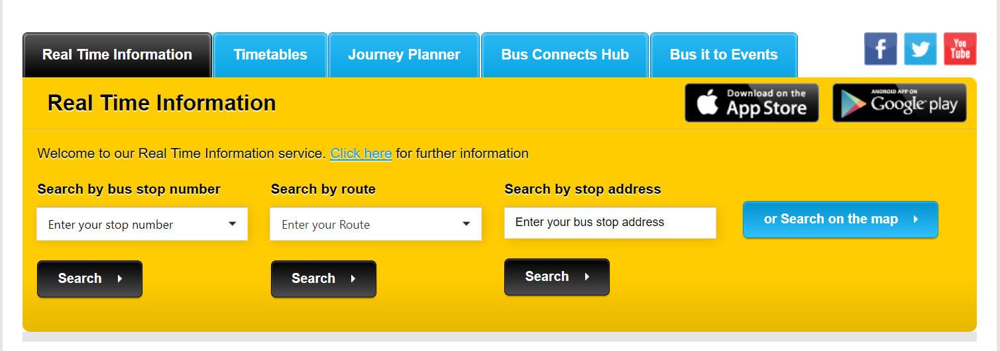 Real Time Information
Timetables
Journey Planner
Bus Connects Hub
Bus it to Events
f
You
Tube
Real Time Information
Download on the
App Store
ANDROID APP ON
Google play
Welcome to our Real Time Information service. Click here for further information
Search by bus stop number
Search by route
Search by stop address
Enter your stop number
Enter your Route
Enter your bus stop address
or Search on the map
Search
Search
Search